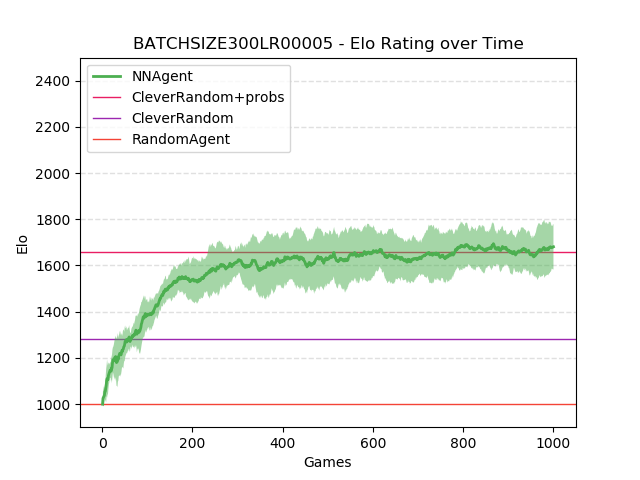 BATCHSIZE300LR00005 - Elo Rating over Time
NNAgent
CleverRandom+probs
CleverRandom
RandomAgent
2400
2200
2000
1800
1600
1400
1200
1000
Elo
0
200
400
600
800
1000
Games